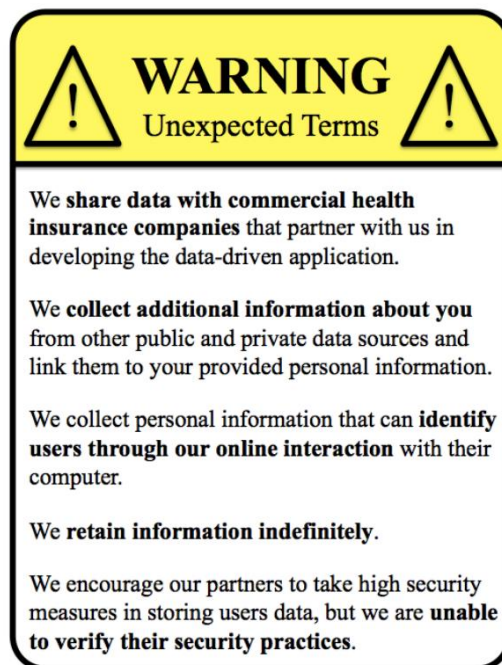 WARNING
Unexpected Terms
We share data with commercial health
insurance companies that partner with us in
developing the data-driven application.
We collect additional information about you
from other public and private data sources and
link them to your provided personal information.
We collect personal information that can identify
users through our online interaction with their
computer.
We retain information indefinitely.
We encourage our partners to take high security
measures in storing users data, but we are unable
to verify their security practices.